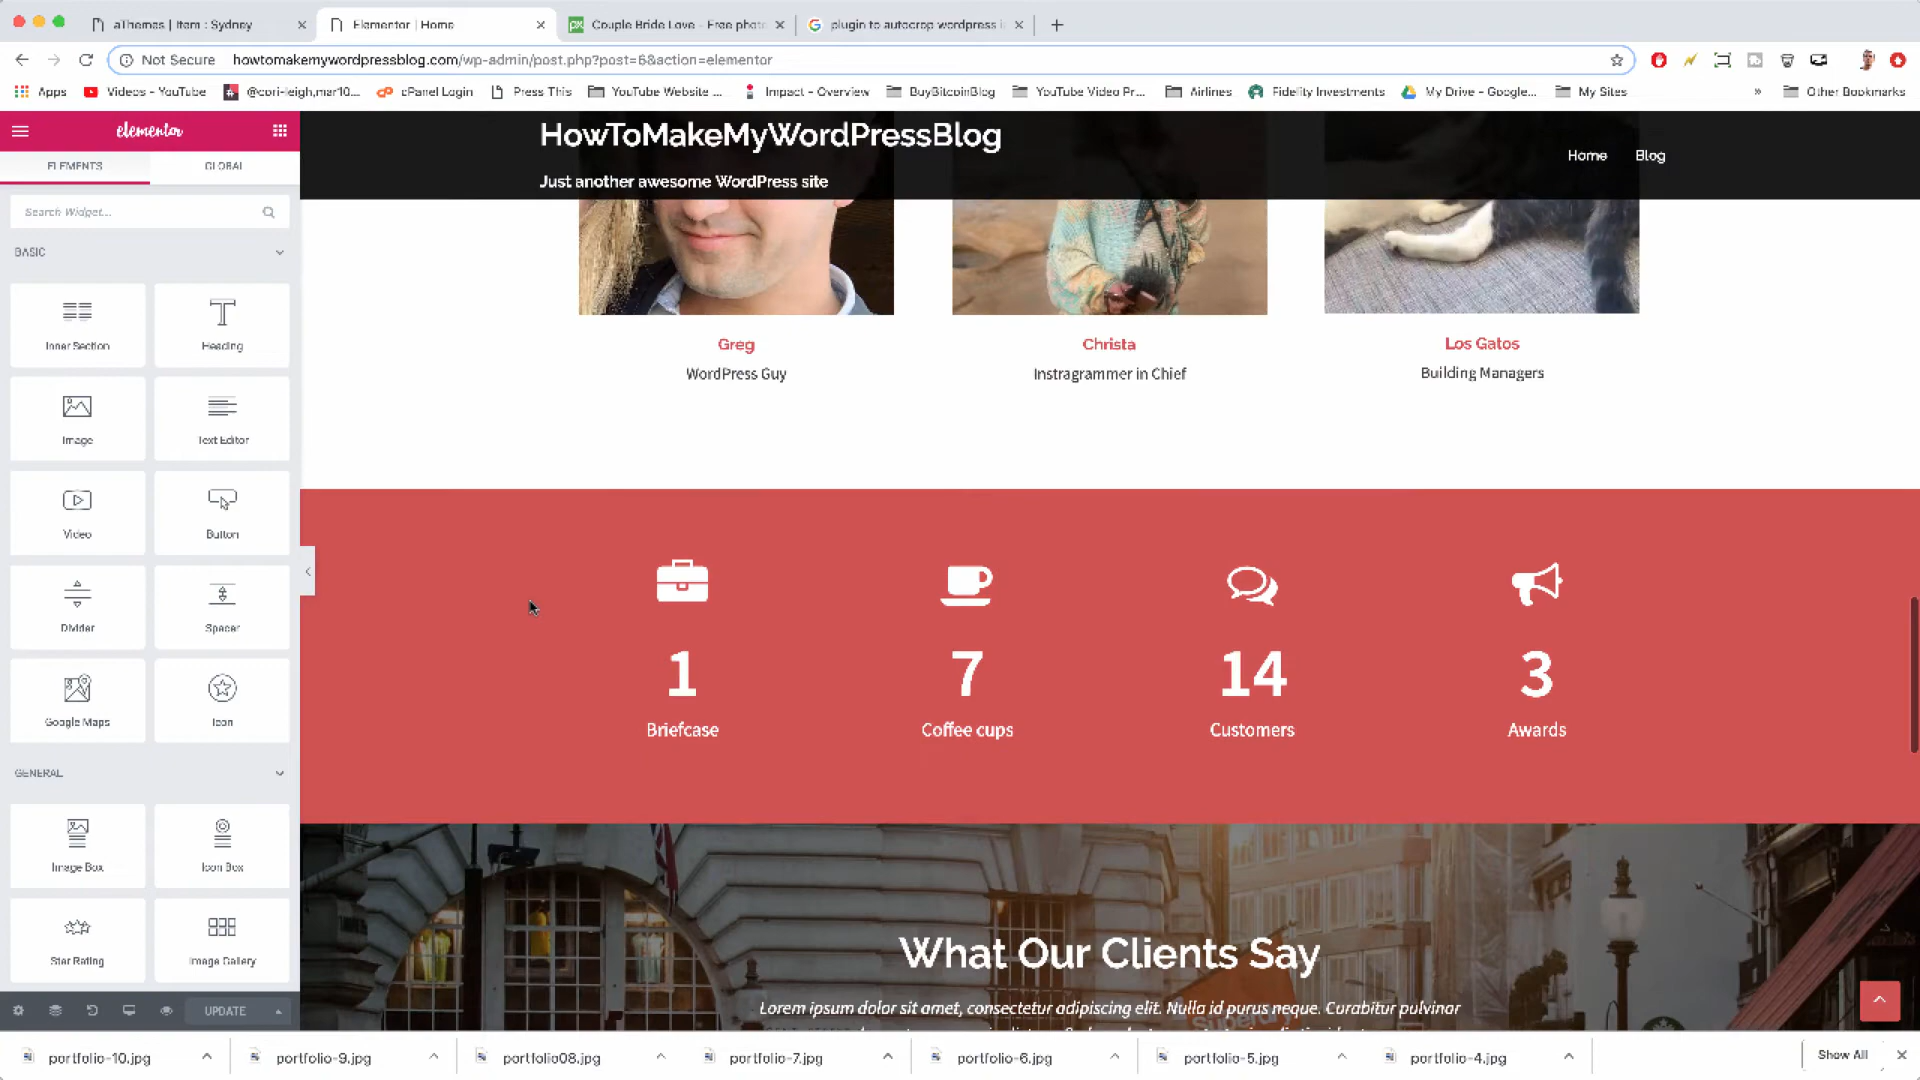 aThemes | Item : Sydney
Elementor | Home
Couple Bride Love - Free photo
plugin to autocrop wordpress i
Not Secure
howtomakemywordpressblog.com/wp-admin/post.php?post=6&action=elementor
Apps
Videos - YouTube
@cori-leigh,mar10...
cPanel Login
Press This
YouTube Website ...
Impact - Overview
BuyBitcoinBlog
YouTube Video Pr...
Airlines
Fidelity Investments
My Drive - Google...
My Sites
»
Other Bookmarks
elementor
ELEMENTS
GLOBAL
Search Widget...
BASIC
Inner Section
Heading
Image
Text Editor
Video
Button
Divider
Spacer
Google Maps
Icon
GENERAL
Image Box
Icon Box
Star Rating
Image Gallery
UPDATE
HowToMakeMyWordPressBlog
Just another awesome WordPress site
Home
Blog
Greg
WordPress Guy
Christa
Instragrammer in Chief
Los Gatos
Building Managers
1
Briefcase
7
Coffee cups
14
Customers
3
Awards
What Our Clients Say
Lorem ipsum dolor sit amet, consectetur adipiscing elit. Nulla id purus neque. Curabitur pulvinar
portfolio-10.jpg
portfolio-9.jpg
portfolio08.jpg
portfolio-7.jpg
portfolio-6.jpg
portfolio-5.jpg
portfolio-4.jpg
Show All